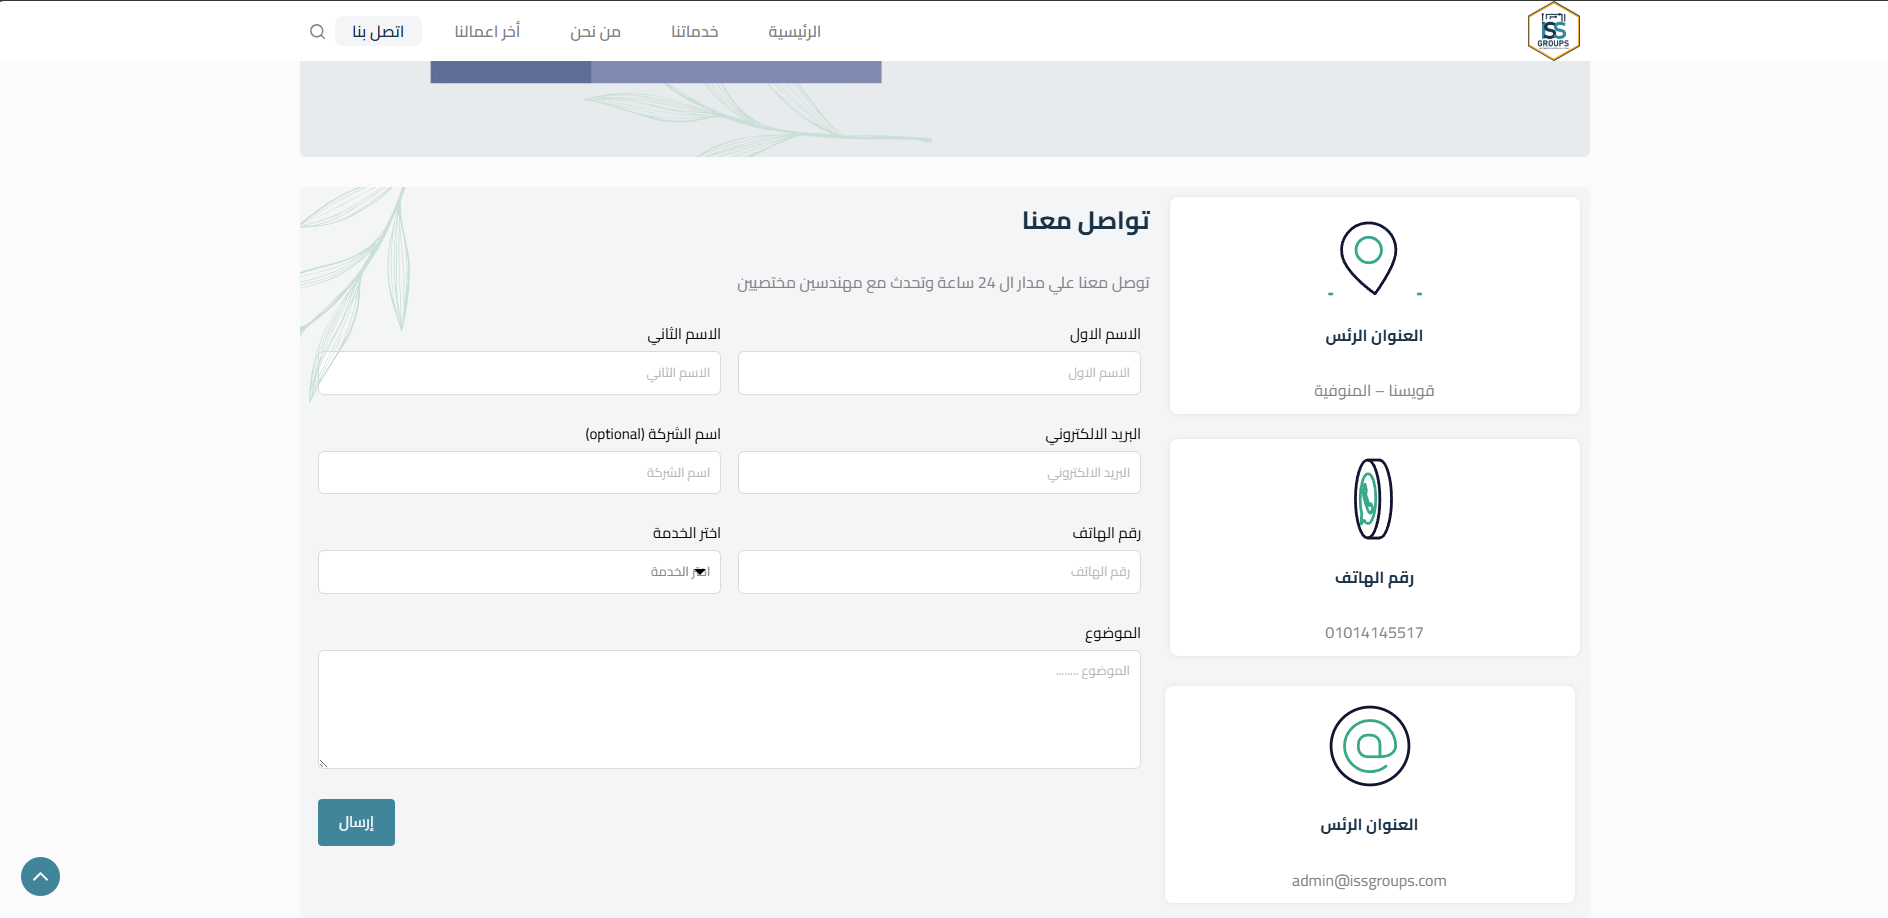 ISS
GROUPS
الرئيسية
خدماتنا
من نحن
أخر اعمالنا
اتصل بنا
العنوان الرئس
قويسنا – المنوفية
رقم الهاتف
01014145517
العنوان الرئس
admin@issgroups.com
تواصل معنا
توصل معنا علي مدار ال 24 ساعة وتحدث مع مهندسين مختصيين
الاسم الاول
الاسم الثاني
الاسم الاول
الاسم الثاني
البريد الالكتروني
اسم الشركة (optional)
البريد الالكتروني
اسم الشركة
رقم الهاتف
اختر الخدمة
رقم الهاتف
اختر الخدمة
الموضوع
الموضوع ........
إرسال